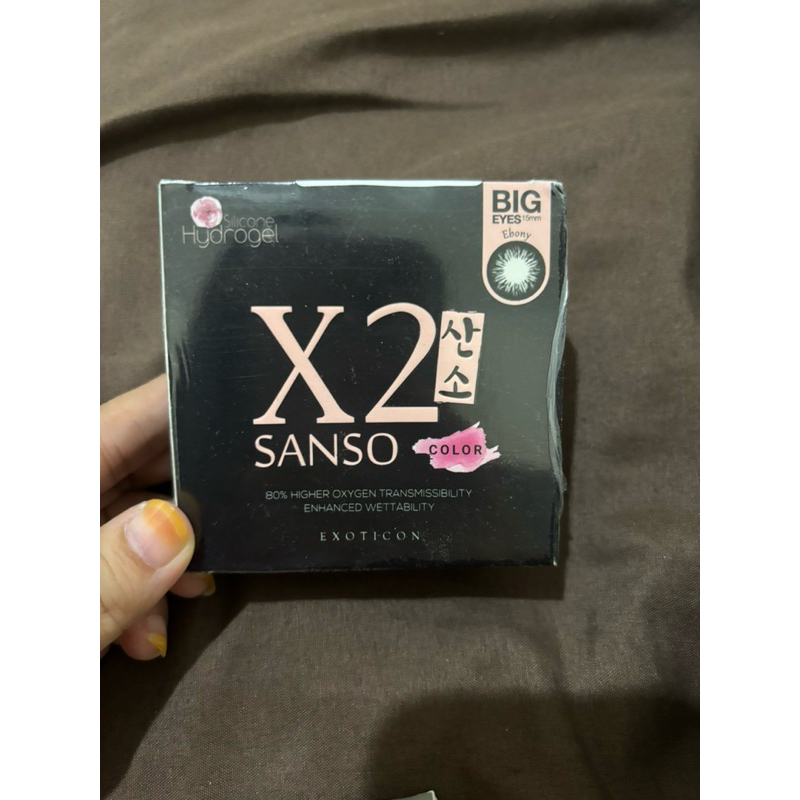 Silicone
Hydrogel
BIG
EYES 15mm
Ebony
X2
산
소
SANSO
COLOR
80% HIGHER OXYGEN TRANSMISSIBILITY
ENHANCED WETTABILITY
EXOTICON